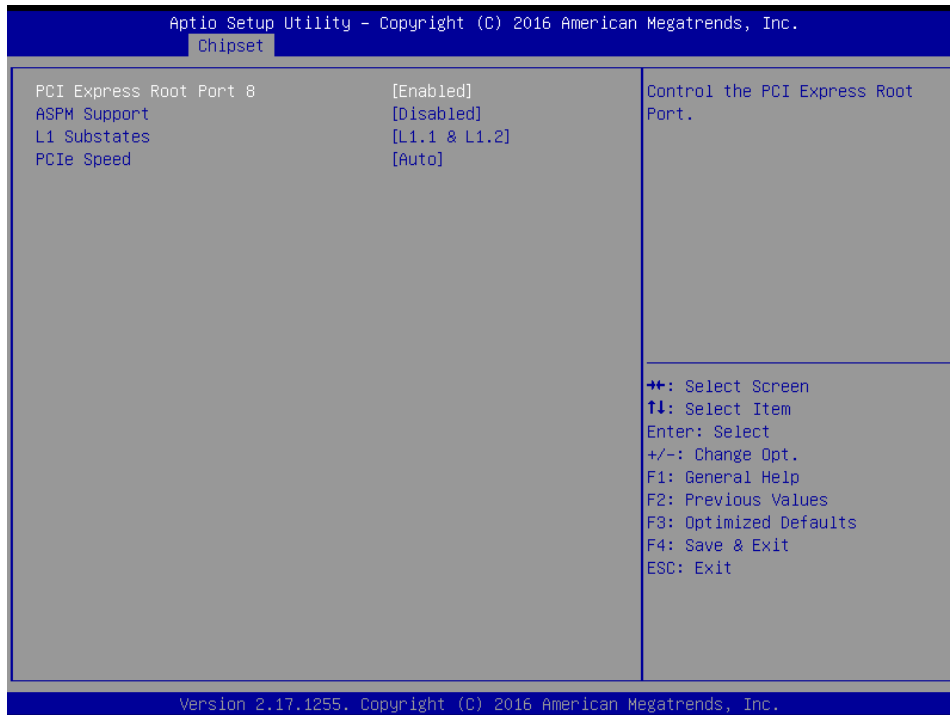 Aptio Setup Utility – Copyright (C) 2016 American Megatrends, Inc.
Chipset
PCI Express Root Port 8 [Enabled]
ASPM Support [Disabled]
L1 Substates [L1.1 & L1.2]
PCIe Speed [Auto]
Control the PCI Express Root
Port.
→←: Select Screen
↑↓: Select Item
Enter: Select
+/-: Change Opt.
F1: General Help
F2: Previous Values
F3: Optimized Defaults
F4: Save & Exit
ESC: Exit
Version 2.17.1255. Copyright (C) 2016 American Megatrends, Inc.